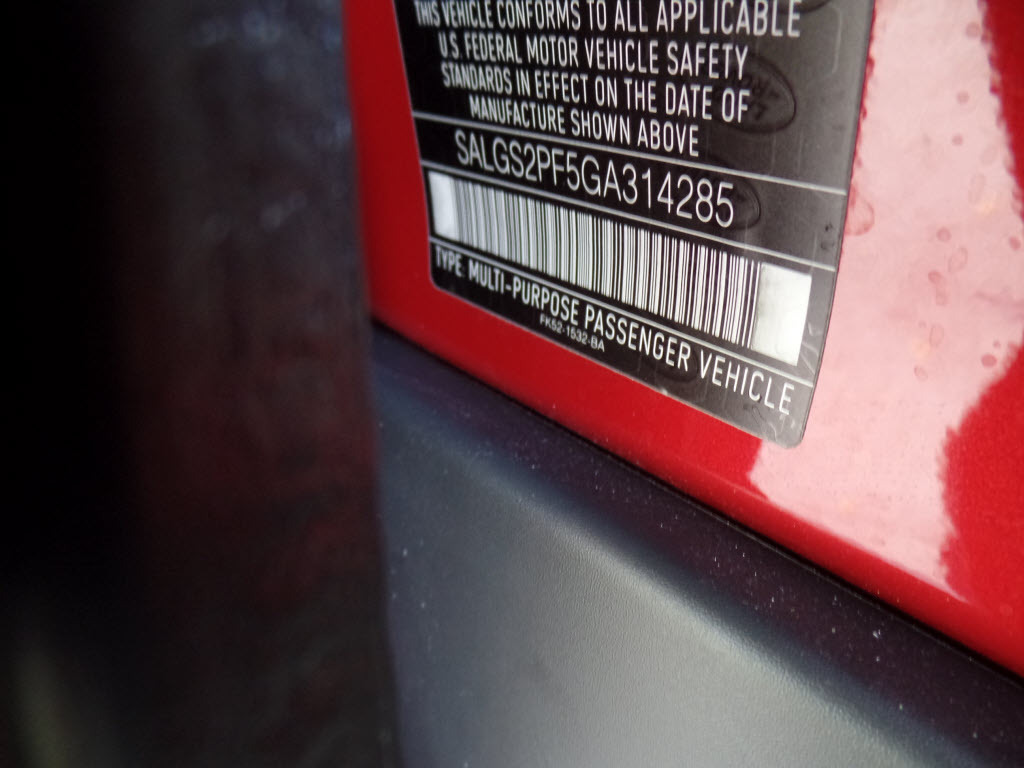 THIS VEHICLE CONFORMS TO ALL APPLICABLE
U.S. FEDERAL MOTOR VEHICLE SAFETY
STANDARDS IN EFFECT ON THE DATE OF
MANUFACTURE SHOWN ABOVE
SALGS2PF5GA314285
TYPE: MULTI-PURPOSE PASSENGER VEHICLE
FK52-1532-BA